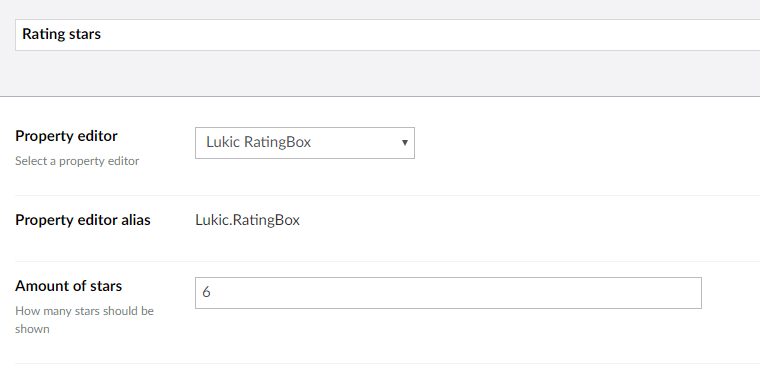 Rating stars
Property editor
Lukic RatingBox
Select a property editor
Property editor alias
Lukic.RatingBox
Amount of stars
6
How many stars should be
shown